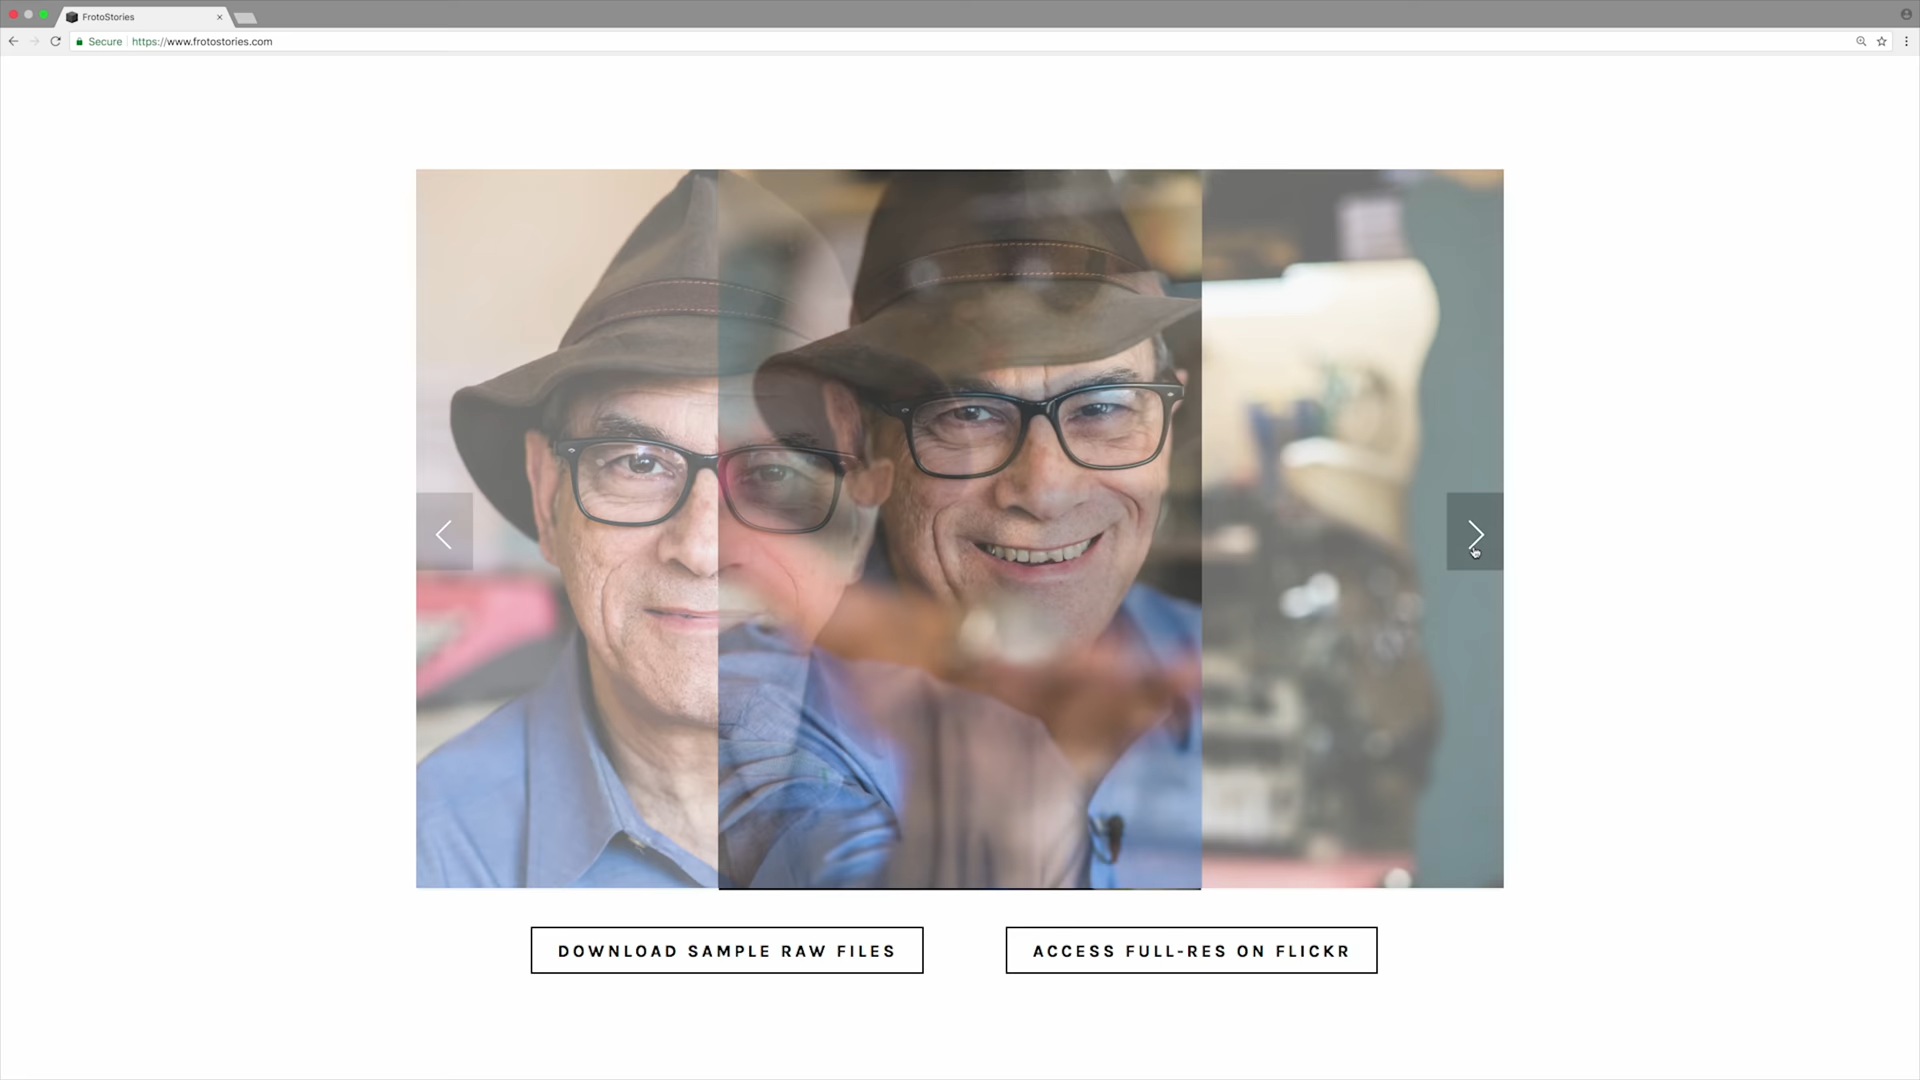 FrotoStories
Secure https://www.frotostories.com
DOWNLOAD SAMPLE RAW FILES
ACCESS FULL-RES ON FLICKR